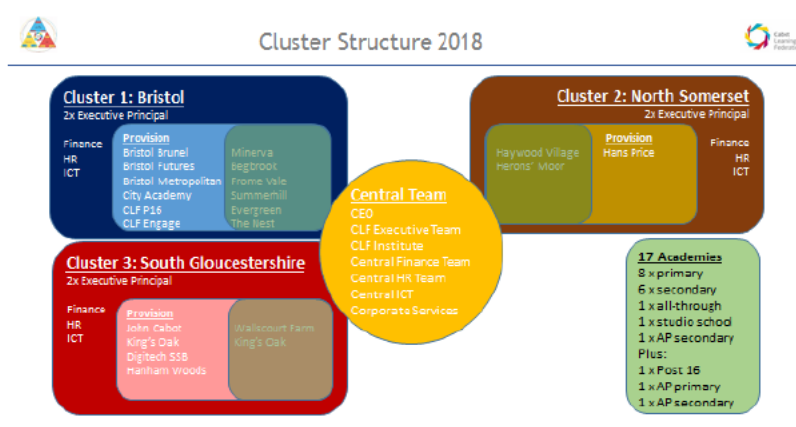 Cluster Structure 2018
Cabot
Learning
Federation
Cluster 1: Bristol
2x Executive Principal
Finance
HR
ICT
Provision
Bristol Brunel
Bristol Futures
Bristol Metropolitan
City Academy
CLF P16
CLF Engage
Minerva
Begbrook
Frome Vale
Summerhill
Evergreen
The Nest
Cluster 2: North Somerset
2x Executive Principal
Haywood Village
Herons' Moor
Provision
Hans Price
Finance
HR
ICT
Central Team
CEO
CLF Executive Team
CLF Institute
Central Finance Team
Central HR Team
Central ICT
Corporate Services
Cluster 3: South Gloucestershire
2x Executive Principal
Finance
HR
ICT
Provision
John Cabot
King's Oak
Digitech SSB
Hanham Woods
Wallscourt Farm
King's Oak
17 Academies
8 x primary
6 x secondary
1 x all-through
1 x studio school
1 x AP secondary
Plus:
1 x Post 16
1 x AP primary
1 x AP secondary